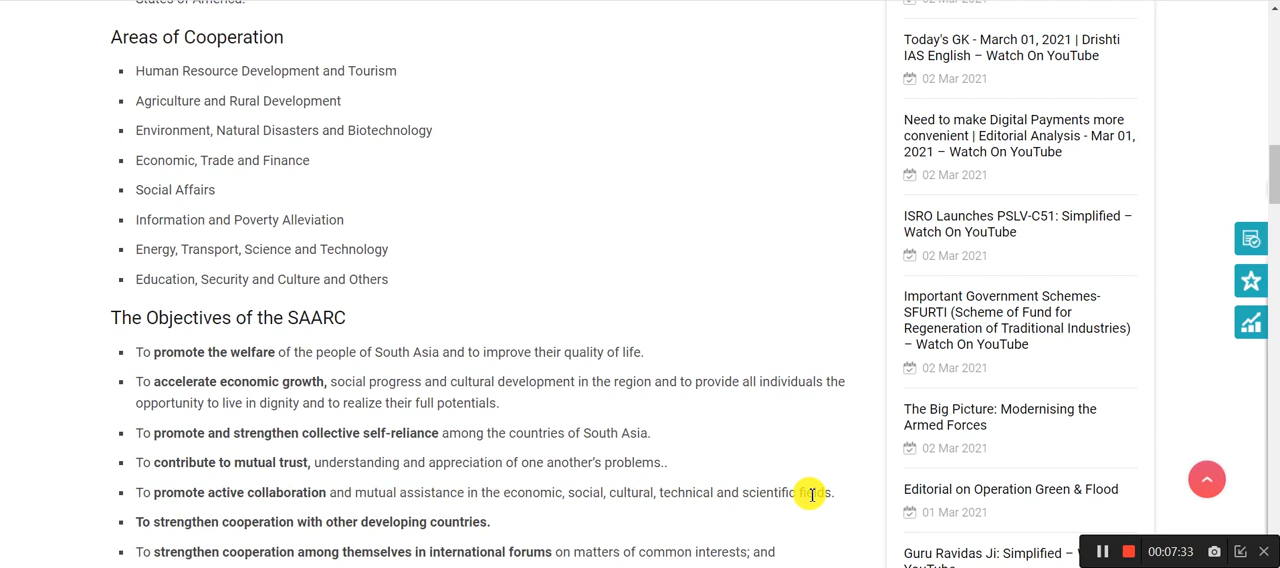 States of America.
Areas of Cooperation
Human Resource Development and Tourism
Agriculture and Rural Development
Environment, Natural Disasters and Biotechnology
Economic, Trade and Finance
Social Affairs
Information and Poverty Alleviation
Energy, Transport, Science and Technology
Education, Security and Culture and Others
The Objectives of the SAARC
To promote the welfare of the people of South Asia and to improve their quality of life.
To accelerate economic growth, social progress and cultural development in the region and to provide all individuals the
opportunity to live in dignity and to realize their full potentials.
To promote and strengthen collective self-reliance among the countries of South Asia.
To contribute to mutual trust, understanding and appreciation of one another's problems..
To promote active collaboration and mutual assistance in the economic, social, cultural, technical and scientific fields.
To strengthen cooperation with other developing countries.
To strengthen cooperation among themselves in international forums on matters of common interests; and
02 Mar 2021
Today's GK - March 01, 2021 | Drishti
IAS English – Watch On YouTube
02 Mar 2021
Need to make Digital Payments more
convenient | Editorial Analysis - Mar 01,
2021 – Watch On YouTube
02 Mar 2021
ISRO Launches PSLV-C51: Simplified –
Watch On YouTube
02 Mar 2021
Important Government Schemes-
SFURTI (Scheme of Fund for
Regeneration of Traditional Industries)
– Watch On YouTube
02 Mar 2021
The Big Picture: Modernising the
Armed Forces
02 Mar 2021
Editorial on Operation Green & Flood
01 Mar 2021
Guru Ravidas Ji: Simplified –
YouTube
00:07:33